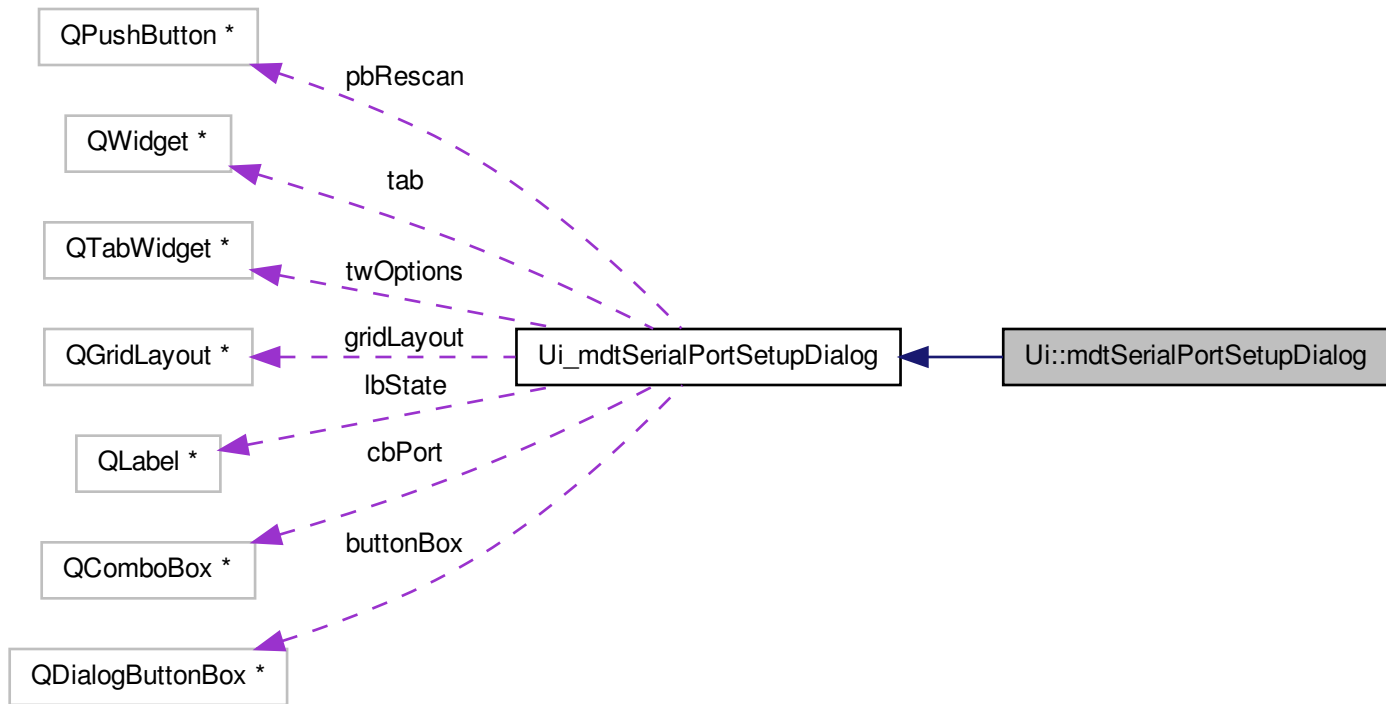 QPushButton *
pbRescan
QWidget *
tab
QTabWidget *
twOptions
gridLayout
QGridLayout *
Ui_mdtSerialPortSetupDialog
Ui::mdtSerialPortSetupDialog
lbState
QLabel *
cbPort
buttonBox
QComboBox *
QDialogButtonBox *